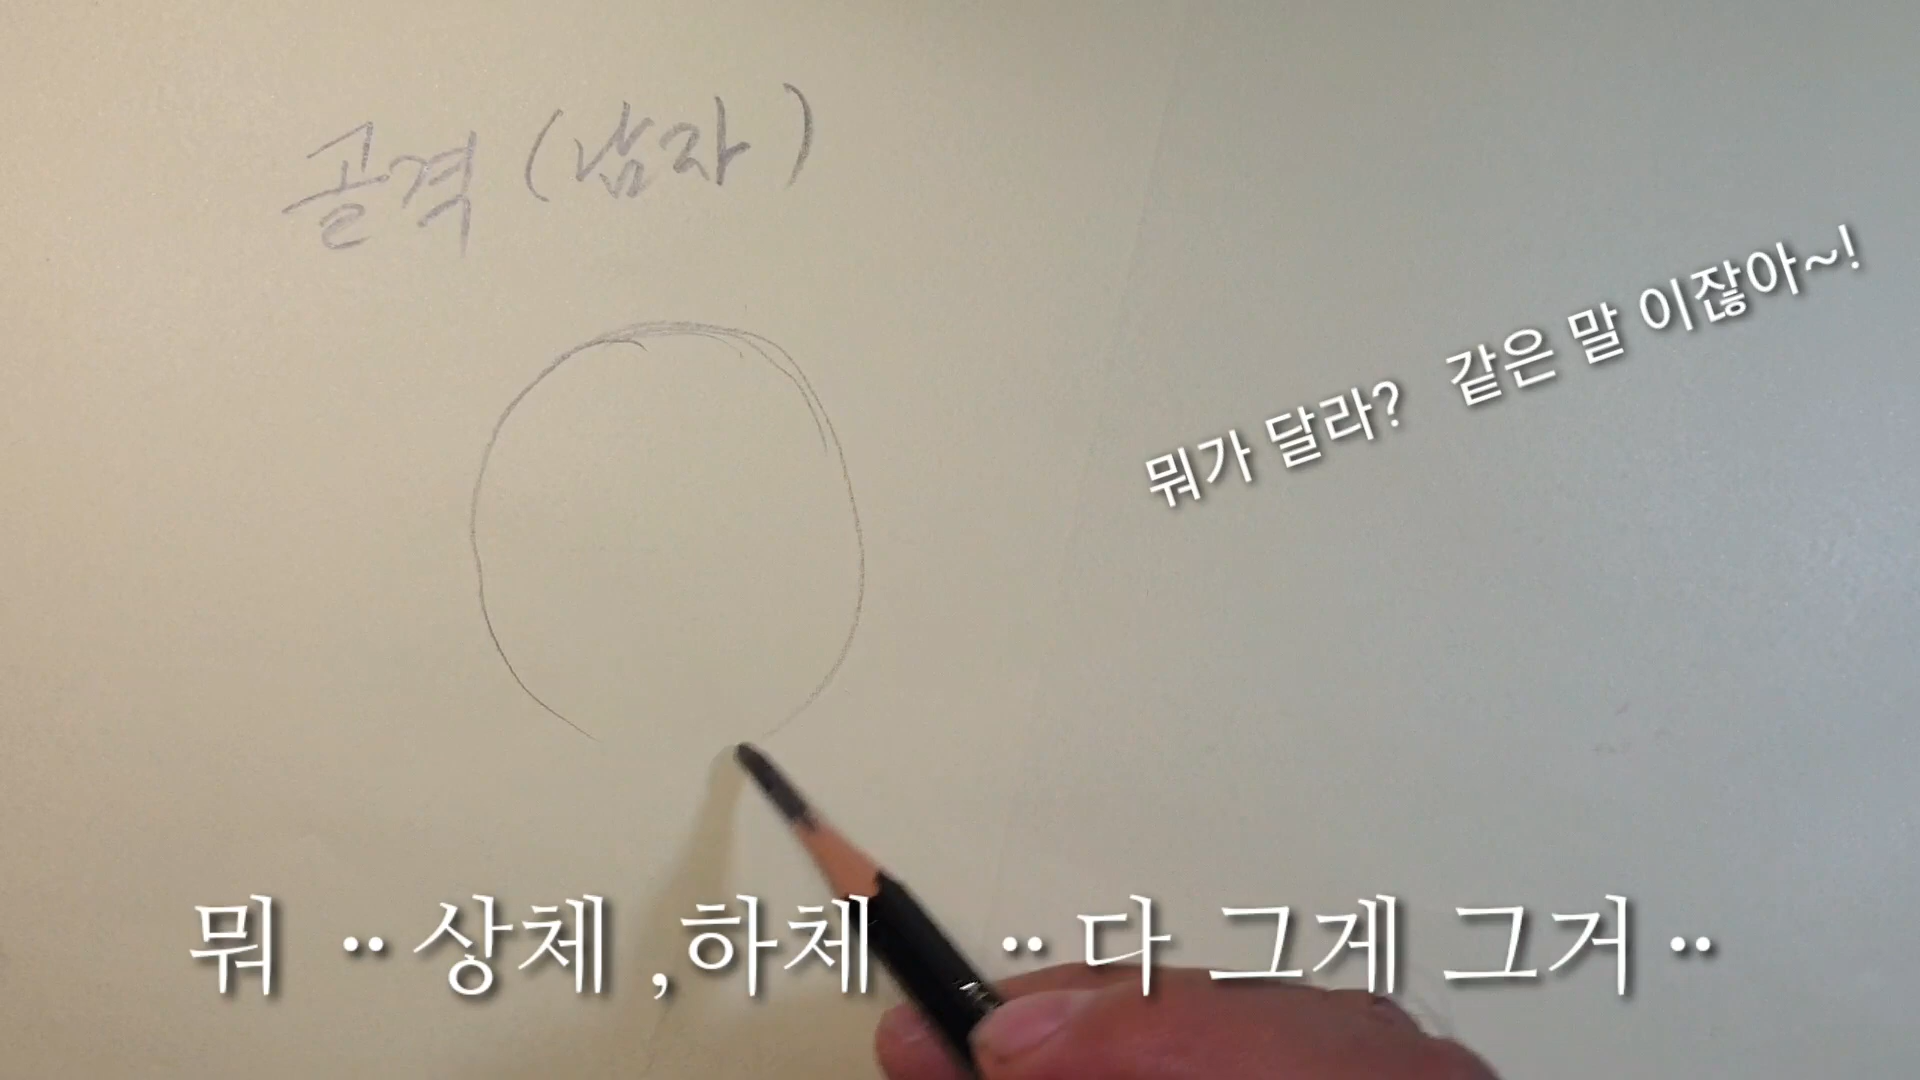 골격 (남자)
뭐가 달라? 같은 말 이잖아~!
뭐 ‥상체 ,하체 ‥다 그게 그거‥